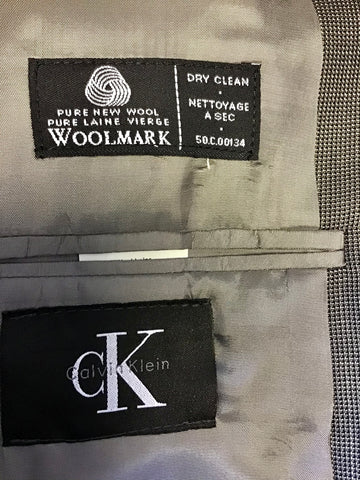 PURE NEW WOOL
PURE LAINE VIERGE
WOOLMARK
DRY CLEAN
NETTOYAGE
A SEC
50.C.00134
CK
Calvin Klein